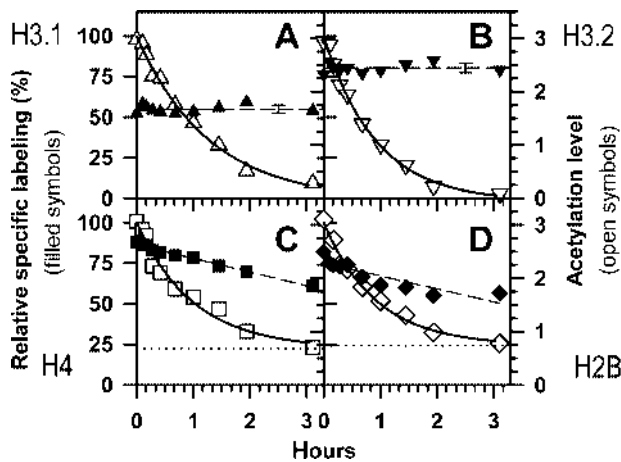 H3.1
A
B
H3.2
Relative specific labeling (%)
(filled symbols)
100
75
50
25
0
3
2
1
0
Acetylation level
(open symbols)
C
D
100
75
50
25
0
3
2
1
0
H4
H2B
0 1 2 3
0 1 2 3
Hours